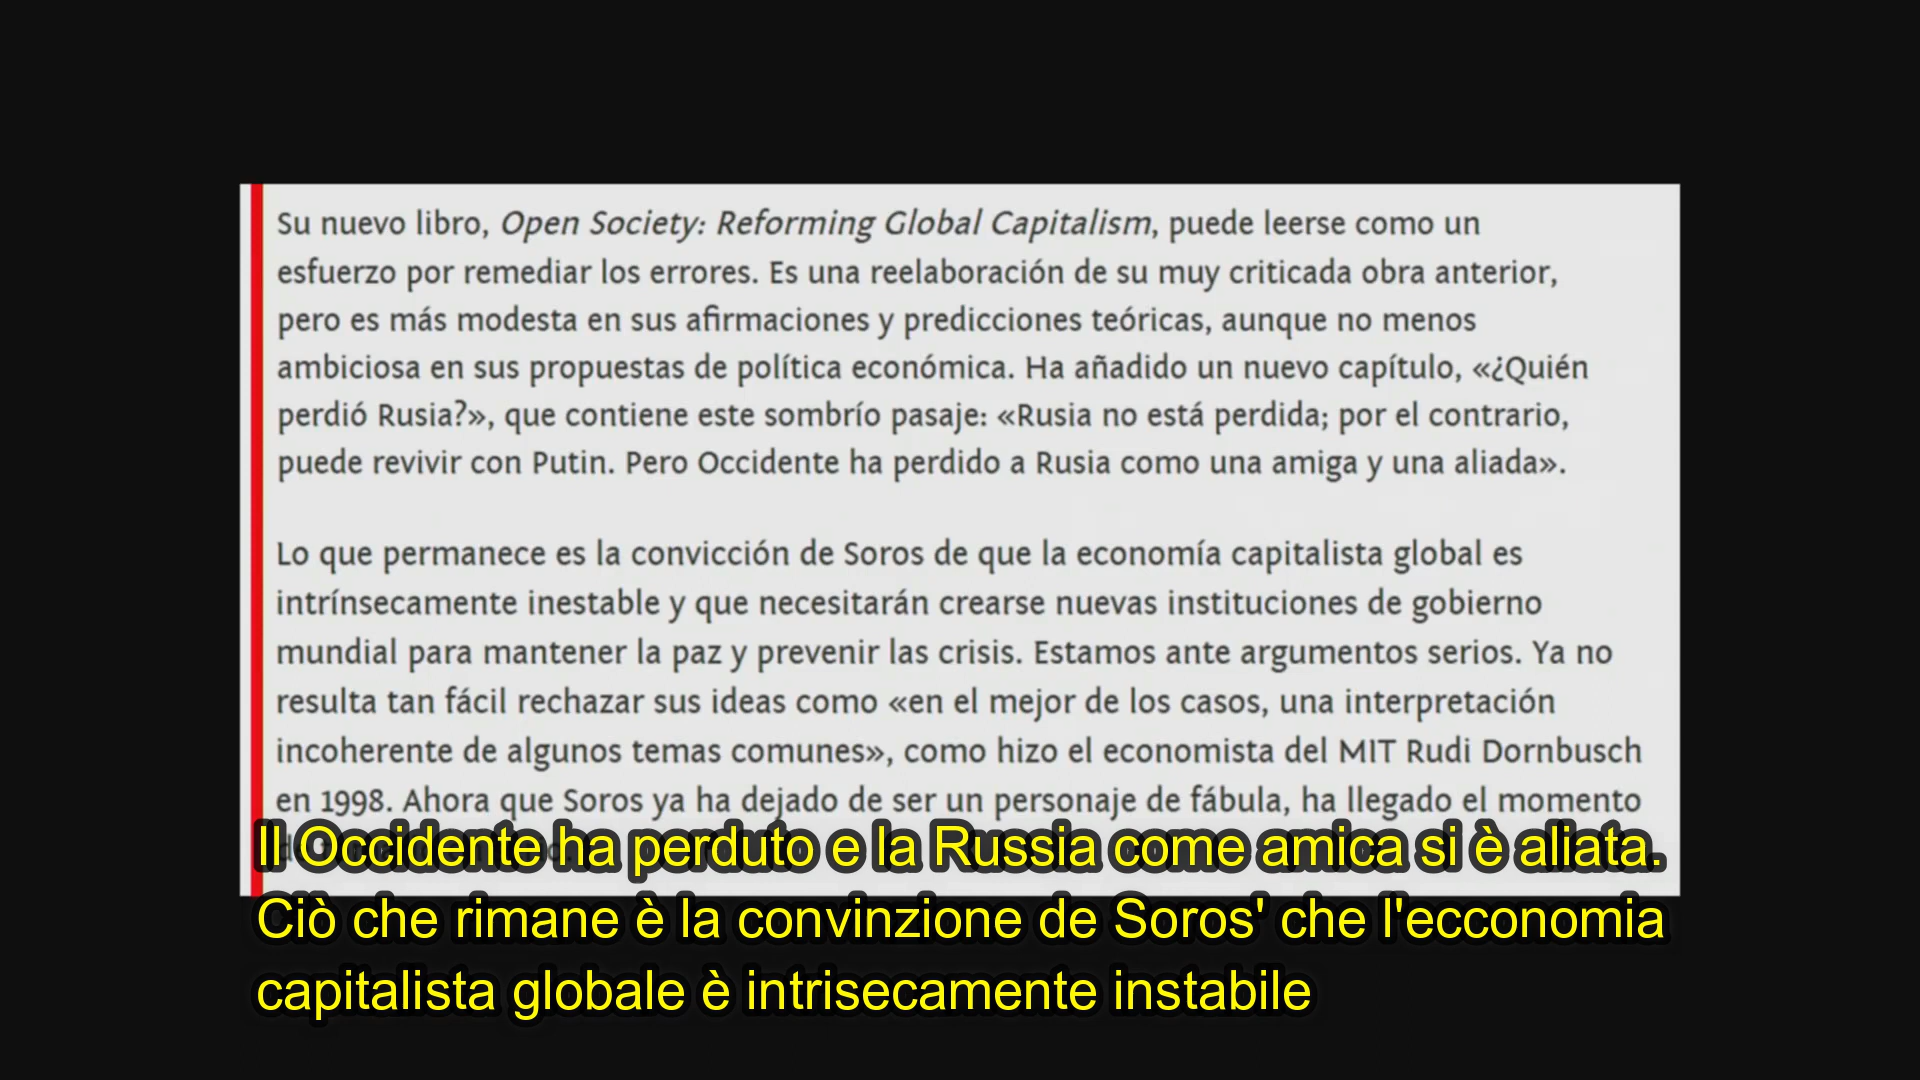 Su nuevo libro, Open Society: Reforming Global Capitalism, puede leerse como un
esfuerzo por remediar los errores. Es una reelaboración de su muy criticada obra anterior,
pero es más modesta en sus afirmaciones y predicciones teóricas, aunque no menos
ambiciosa en sus propuestas de política económica. Ha añadido un nuevo capítulo, «¿Quién
perdió Rusia?», que contiene este sombrío pasaje: «Rusia no está perdida; por el contrario,
puede revivir con Putin. Pero Occidente ha perdido a Rusia como una amiga y una aliada».
Lo que permanece es la convicción de Soros de que la economía capitalista global es
intrínsecamente inestable y que necesitarán crearse nuevas instituciones de gobierno
mundial para mantener la paz y prevenir las crisis. Estamos ante argumentos serios. Ya no
resulta tan fácil rechazar sus ideas como «en el mejor de los casos, una interpretación
incoherente de algunos temas comunes», como hizo el economista del MIT Rudi Dornbusch
en 1998. Ahora que Soros ya ha dejado de ser un personaje de fábula, ha llegado el momento
Il Occidente ha perduto e la Russia come amica si è aliata.
Ciò che rimane è la convinzione de Soros' che l'ecconomia
capitalista globale è intrisecamente instabile